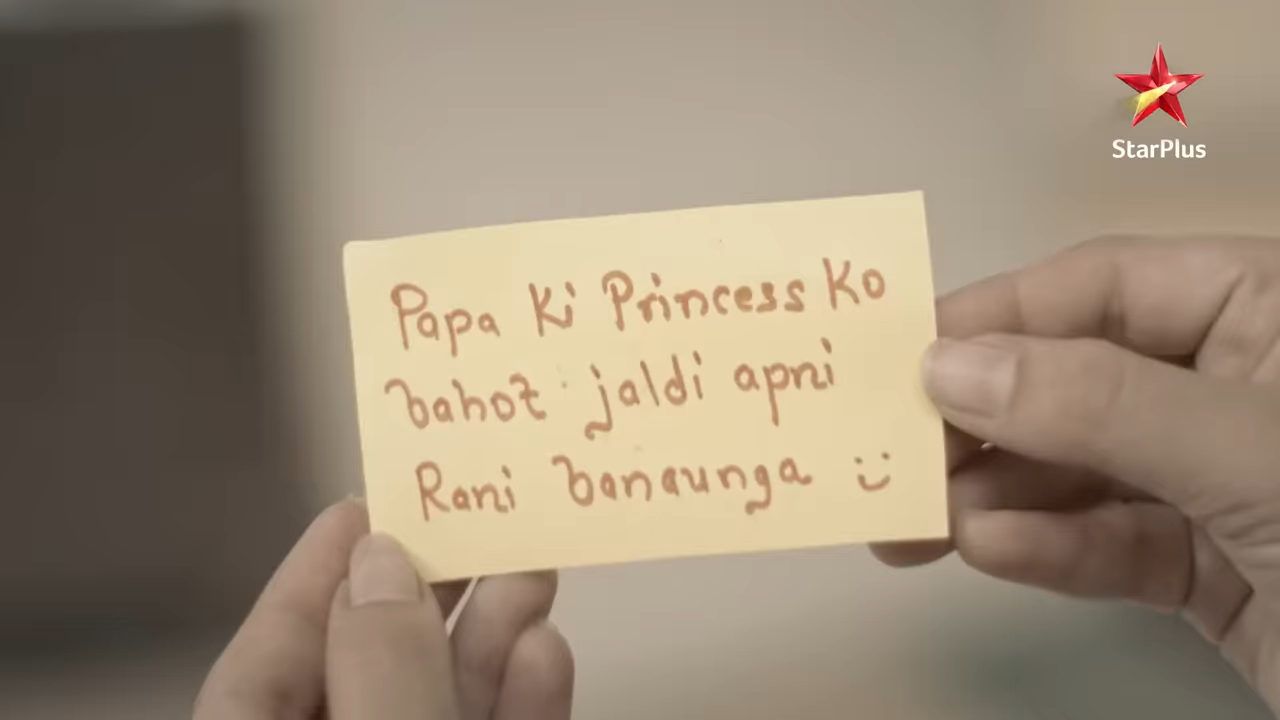 StarPlus
Papa Ki Princess Ko
bahot jaldi apni
Rani banaunga :)